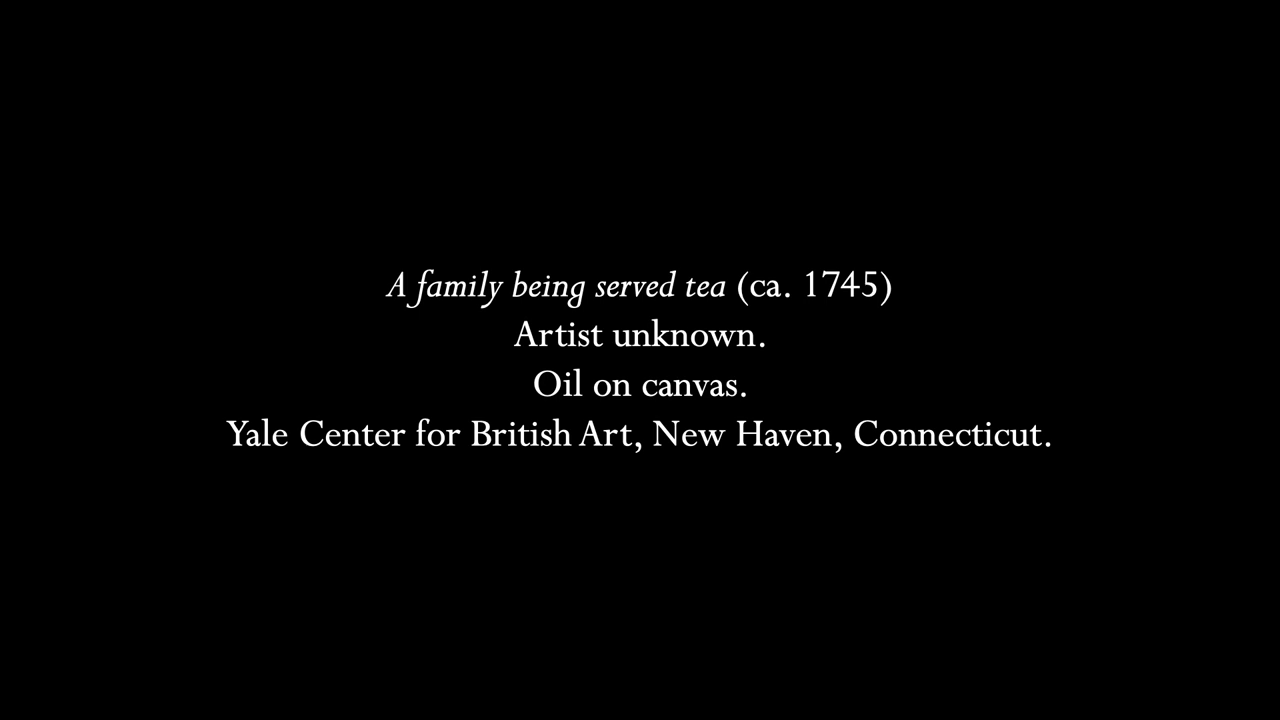 A family being served tea (ca. 1745)
Artist unknown.
Oil on canvas.
Yale Center for British Art, New Haven, Connecticut.